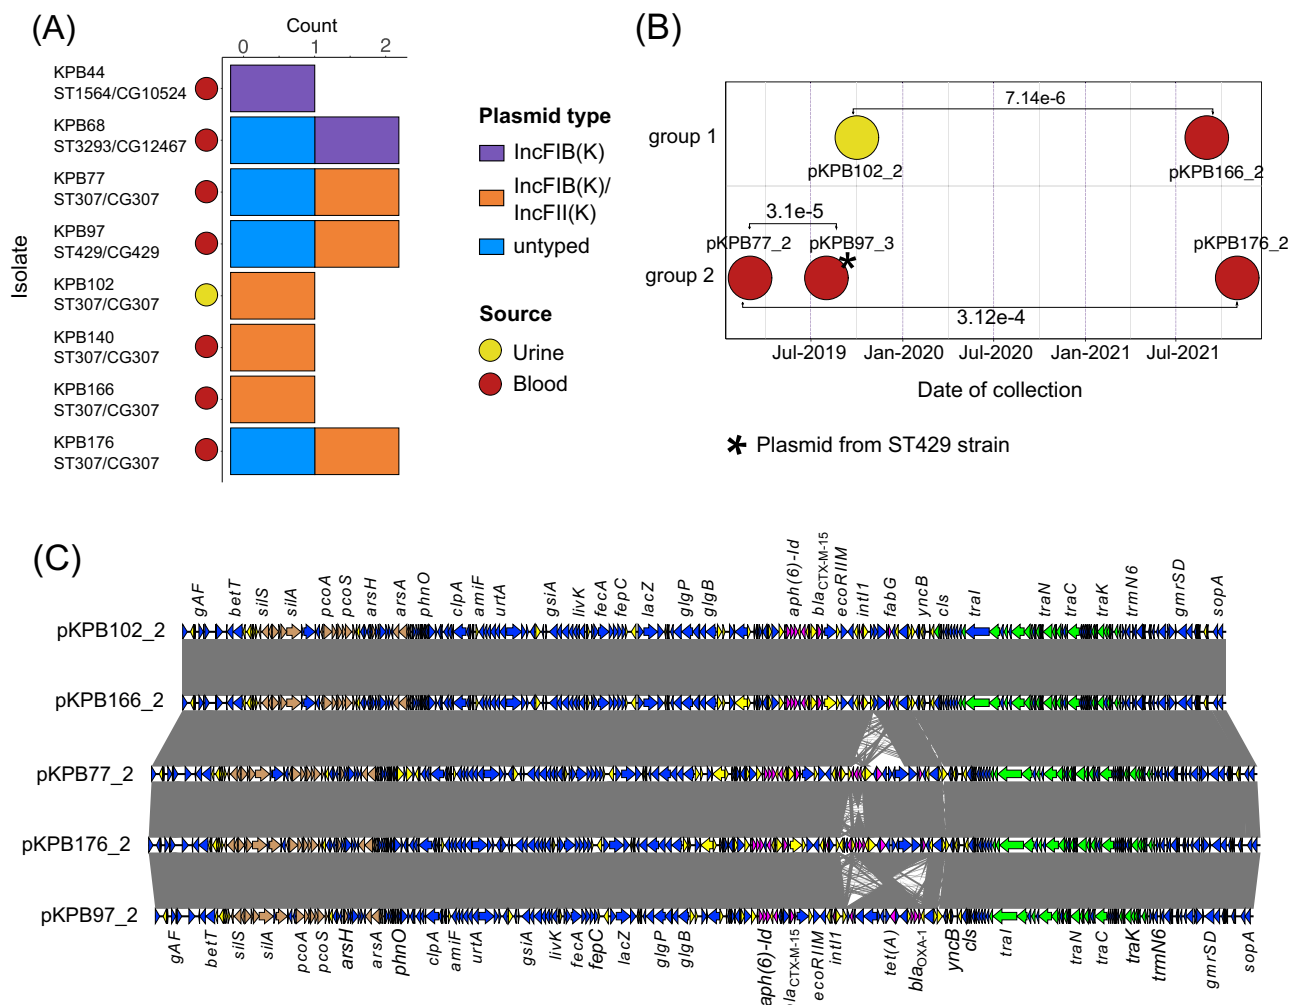 (A)
Count
0 1 2
Isolate
KPB44
ST1564/CG10524
KPB68
ST3293/CG12467
KPB77
ST307/CG307
KPB97
ST429/CG429
KPB102
ST307/CG307
KPB140
ST307/CG307
KPB166
ST307/CG307
KPB176
ST307/CG307
Plasmid type
IncFIB(K)
IncFIB(K)/
IncFII(K)
untyped
Source
Urine
Blood
(B)
7.14e-6
group 1
pKPB102_2 pKPB166_2
3.1e-5
pKPB77_2 pKPB97_3 pKPB176_2
*
group 2
3.12e-4
Jul-2019 Jan-2020 Jul-2020 Jan-2021 Jul-2021
Date of collection
* Plasmid from ST429 strain
(C)
gAF betT silS silA pcoA pcoS arsH arsA phnO clpA amiF urtA gsiA livK fecA fepC lacZ glgP glgB aph(6)-Id blaCTX-M-15 ecoRIIM intI1 fabG yncB cls traI traN traC traK trmN6 gmrSD sopA
pKPB102_2
pKPB166_2
pKPB77_2
pKPB176_2
pKPB97_2
gAF betT silS silA pcoA pcoS arsH arsA phnO clpA amiF urtA gsiA livK fecA fepC lacZ glgP glgB aph(6)-Id blaCTX-M-15 ecoRIIM intI1 tet(A) blaOXA-1 yncB cls traI traN traC traK trmN6 gmrSD sopA